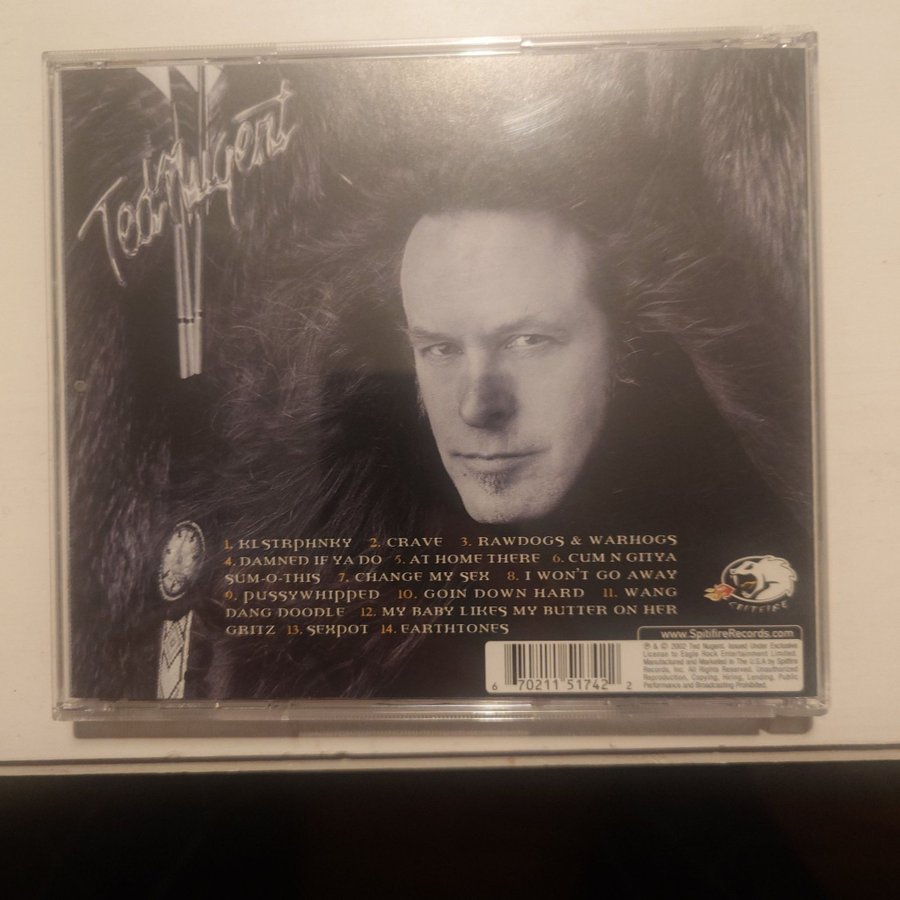 Ted Nugent
1. KLSTRPHNKY 2. CRAVE 3. RAWDOGS & WARHOGS
4. DAMNED IF YA DO 5. AT HOME THERE 6. CUM N GITYA
SUM-O-THIS 7. CHANGE MY SEX 8. I WON'T GO AWAY
9. PUSSYWHIPPED 10. GOIN DOWN HARD 11. WANG
DANG DOODLE 12. MY BABY LIKES MY BUTTER ON HER
GRITZ 13. SEXPOT 14. EARTHTONES
SPITFIRE
www.SpitfireRecords.com
℗ & © 2002 Ted Nugent. Issued Under Exclusive
License to Eagle Rock Entertainment Limited.
Manufactured and Marketed in The U.S.A by Spitfire
Records, Inc. All Rights Reserved. Unauthorized
Reproduction, Copying, Hiring, Lending, Public
Performance and Broadcasting Prohibited.
6 70211 51742 2